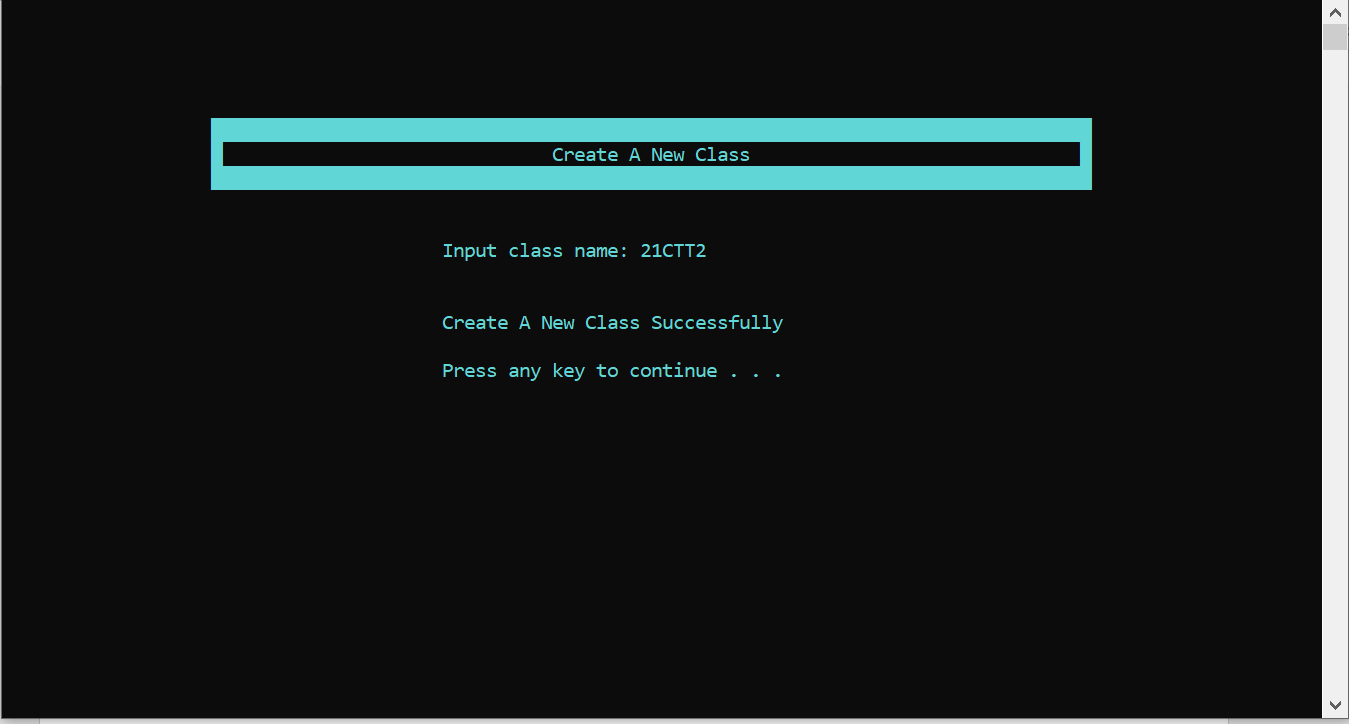 Create A New Class
Input class name: 21CTT2
Create A New Class Successfully
Press any key to continue . . .